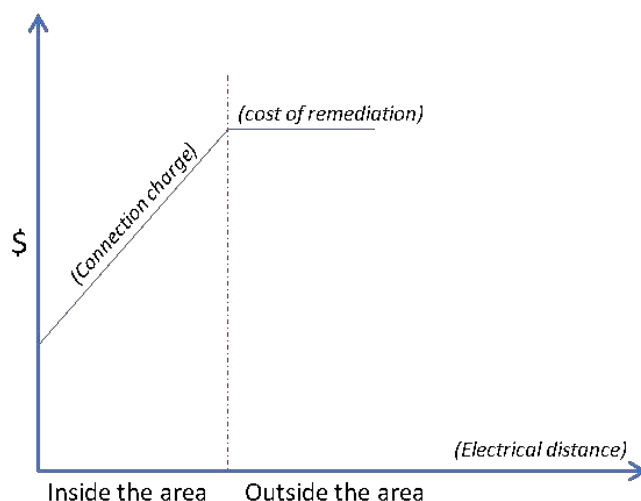 (cost of remediation)
(Connection charge)
$
(Electrical distance)
Inside the area
Outside the area